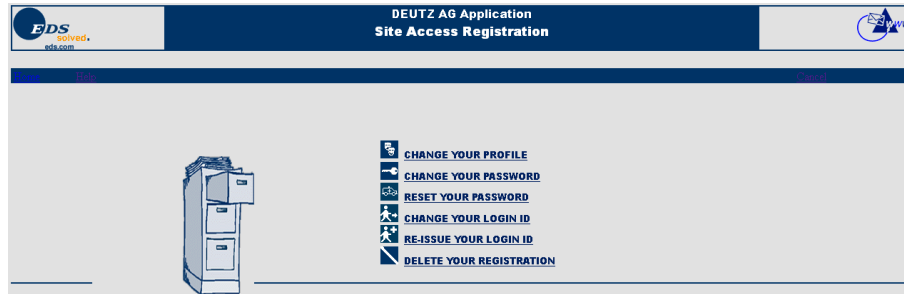 EDS
solved.
eds.com
DEUTZ AG Application
Site Access Registration
Home Help Cancel
CHANGE YOUR PROFILE
CHANGE YOUR PASSWORD
RESET YOUR PASSWORD
CHANGE YOUR LOGIN ID
RE-ISSUE YOUR LOGIN ID
DELETE YOUR REGISTRATION